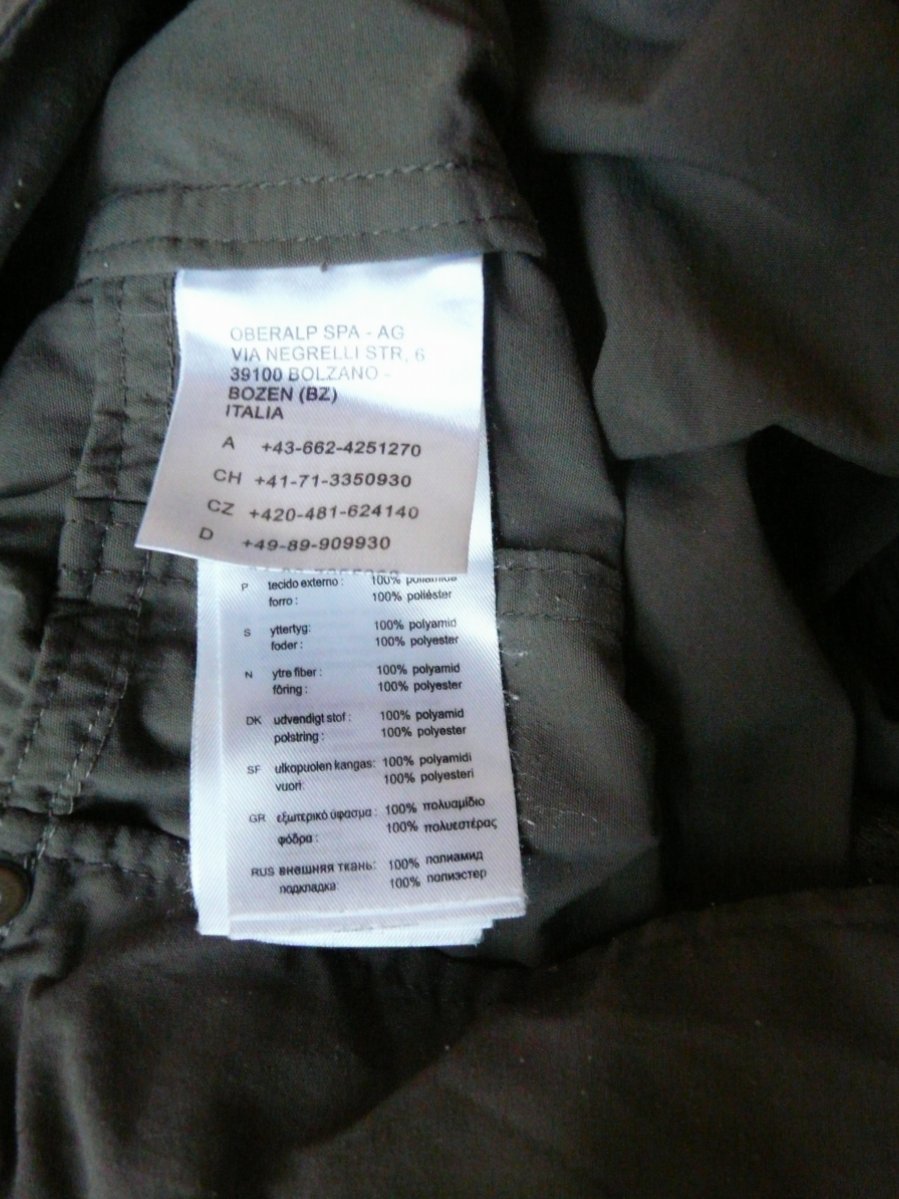 OBERALP SPA - AG
VIA NEGRELLI STR, 6
39100 BOLZANO -
BOZEN (BZ)
ITALIA
A +43-662-4251270
CH +41-71-3350930
CZ +420-481-624140
D +49-89-909930
P tecido externo : 100% poliamida
forro : 100% poliéster
S yttertyg: 100% polyamid
foder : 100% polyester
N ytre fiber : 100% polyamid
fôring : 100% polyester
DK udvendigt stof : 100% polyamid
polstring : 100% polyester
SF ulkopuolen kangas: 100% polyamidi
vuori: 100% polyesteri
GR εξωτερικό ύφασμα : 100% πολυαμίδιο
φόδρα : 100% πολυεστέρας
RUS внешняя ткань: 100% полиамид
подкладка: 100% полиэстер